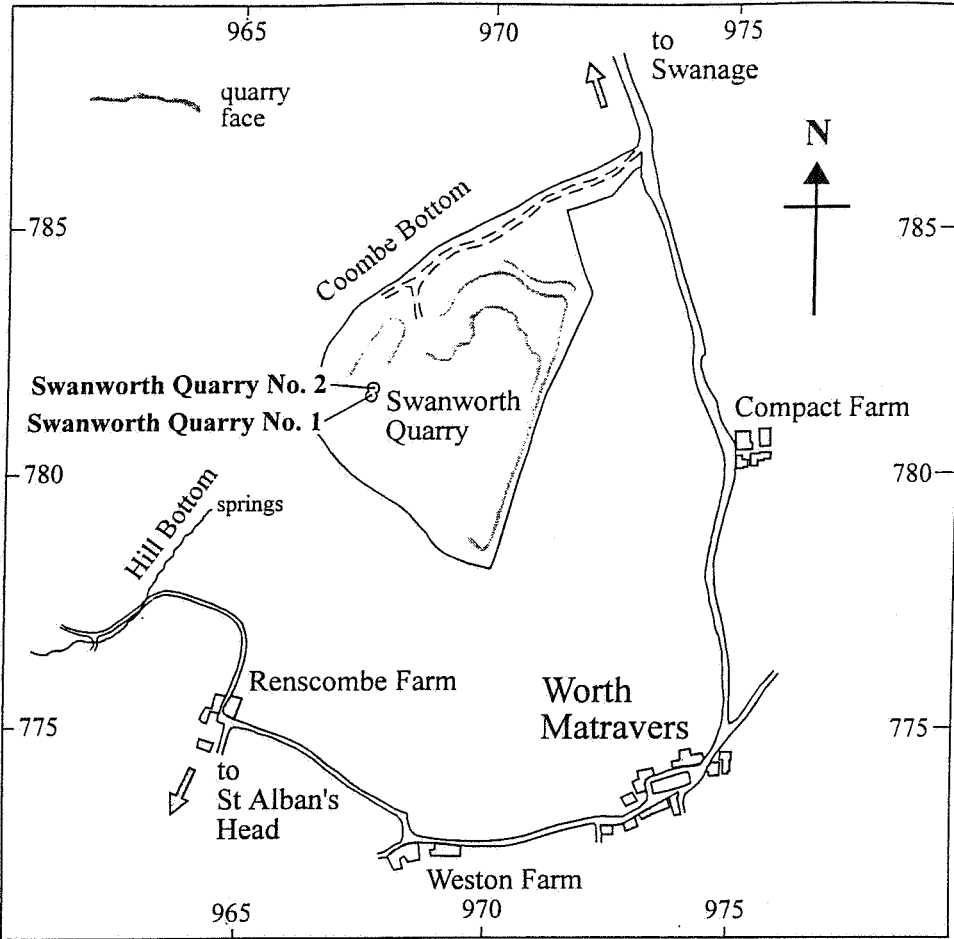 965
970
975
to
Swanage
quarry
face
N
785
785
Coombe Bottom
Swanworth Quarry No. 2
Swanworth Quarry No. 1
Swanworth
Quarry
Compact Farm
780
780
Hill Bottom
springs
Renscombe Farm
Worth
Matravers
775
775
to
St Alban's
Head
Weston Farm
965
970
975